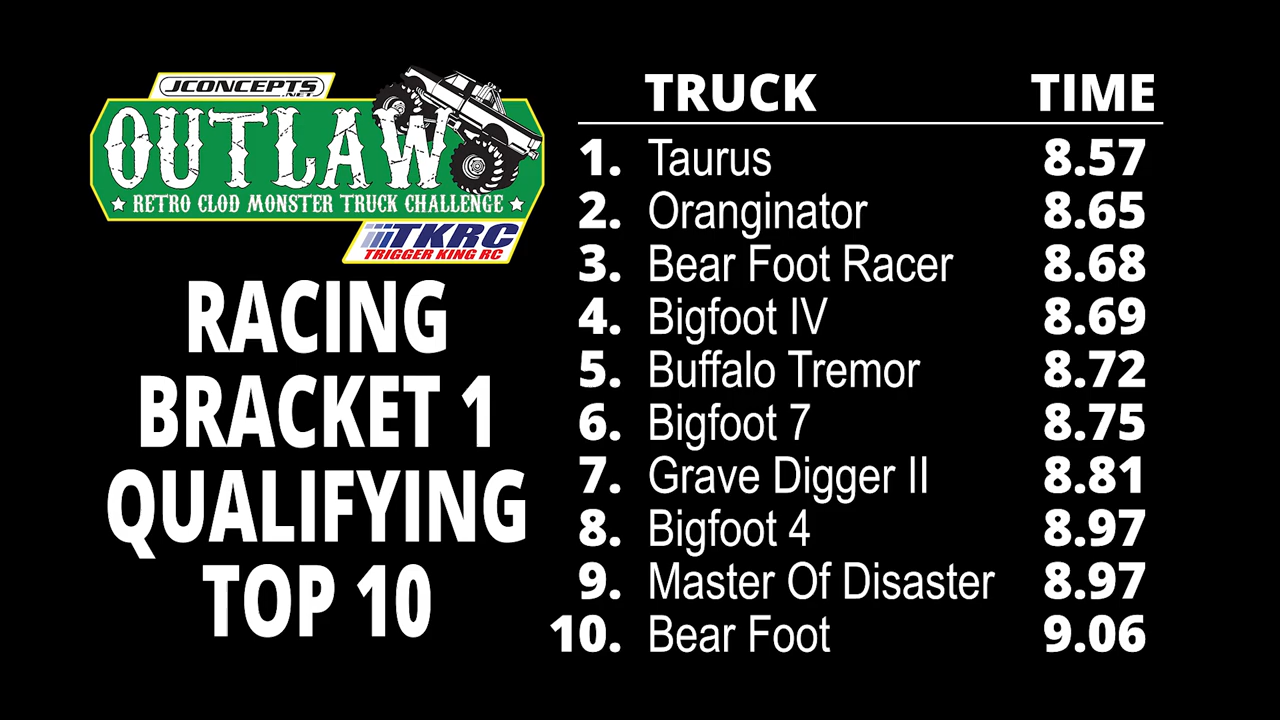 JCONCEPTS
.NET
OUTLAW
RETRO CLOD MONSTER TRUCK CHALLENGE
TKRC
TRIGGER KING RC
RACING
BRACKET 1
QUALIFYING
TOP 10
TRUCK TIME
1. Taurus 8.57
2. Oranginator 8.65
3. Bear Foot Racer 8.68
4. Bigfoot IV 8.69
5. Buffalo Tremor 8.72
6. Bigfoot 7 8.75
7. Grave Digger II 8.81
8. Bigfoot 4 8.97
9. Master Of Disaster 8.97
10. Bear Foot 9.06